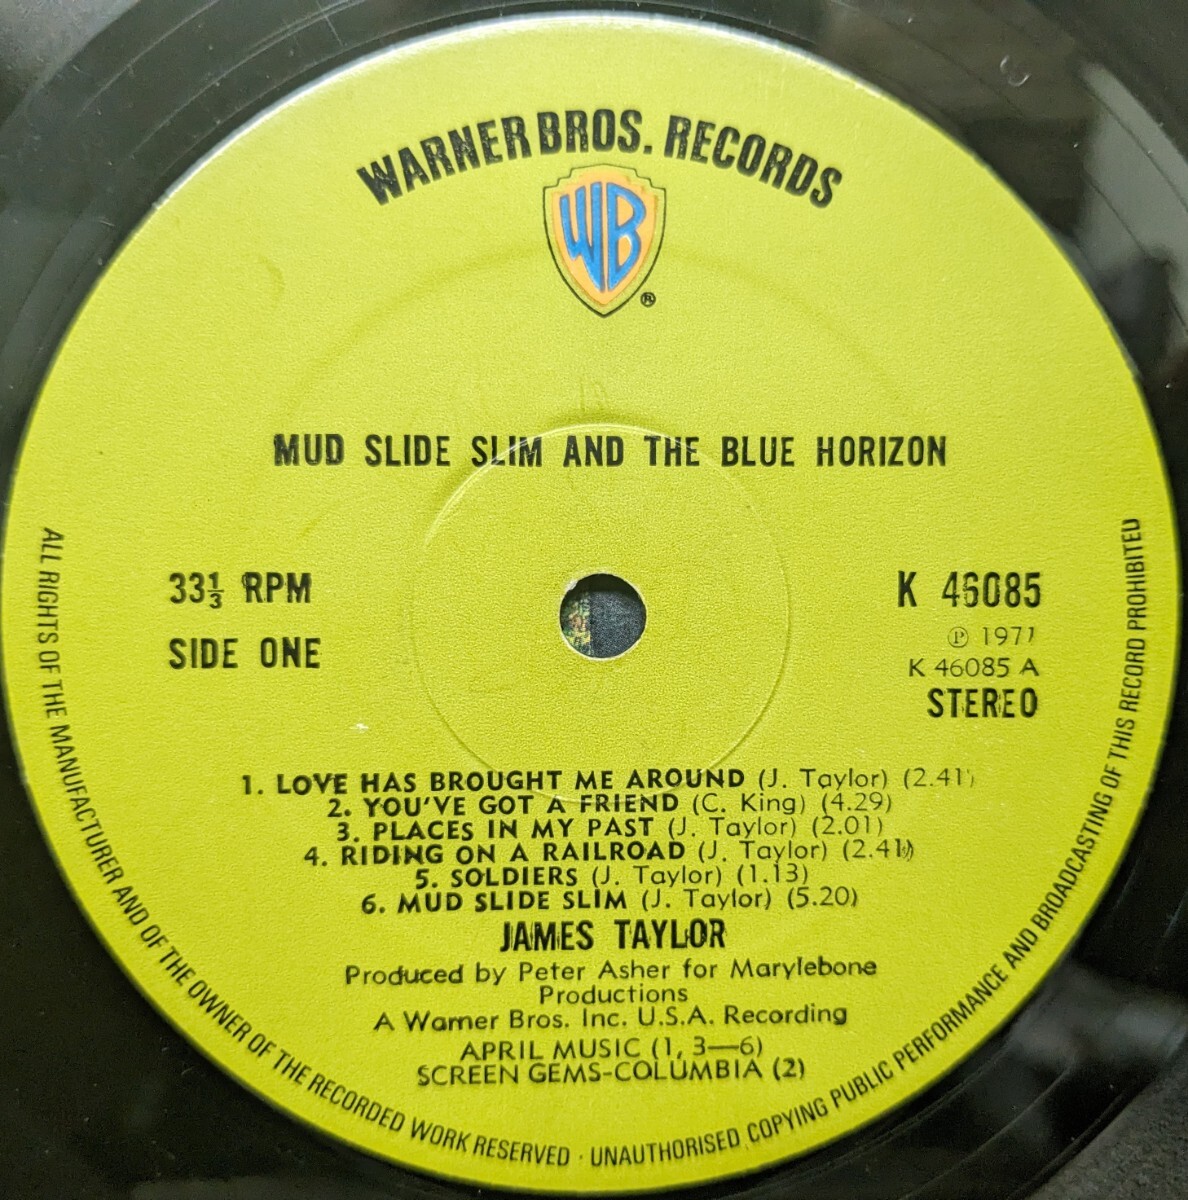 WARNER BROS. RECORDS
WB
®
MUD SLIDE SLIM AND THE BLUE HORIZON
33⅓ RPM
SIDE ONE
K 46085
℗ 1971
K 46085 A
STEREO
1. LOVE HAS BROUGHT ME AROUND (J. Taylor) (2.41)
2. YOU'VE GOT A FRIEND (C. King) (4.29)
3. PLACES IN MY PAST (J. Taylor) (2.01)
4. RIDING ON A RAILROAD (J. Taylor) (2.41)
5. SOLDIERS (J. Taylor) (1.13)
6. MUD SLIDE SLIM (J. Taylor) (5.20)
JAMES TAYLOR
Produced by Peter Asher for Marylebone
Productions
A Warner Bros. Inc. U.S.A. Recording
APRIL MUSIC (1, 3—6)
SCREEN GEMS-COLUMBIA (2)
ALL RIGHTS OF THE MANUFACTURER AND OF THE OWNER OF THE RECORDED WORK RESERVED · UNAUTHORISED COPYING PUBLIC PERFORMANCE AND BROADCASTING OF THIS RECORD PROHIBITED